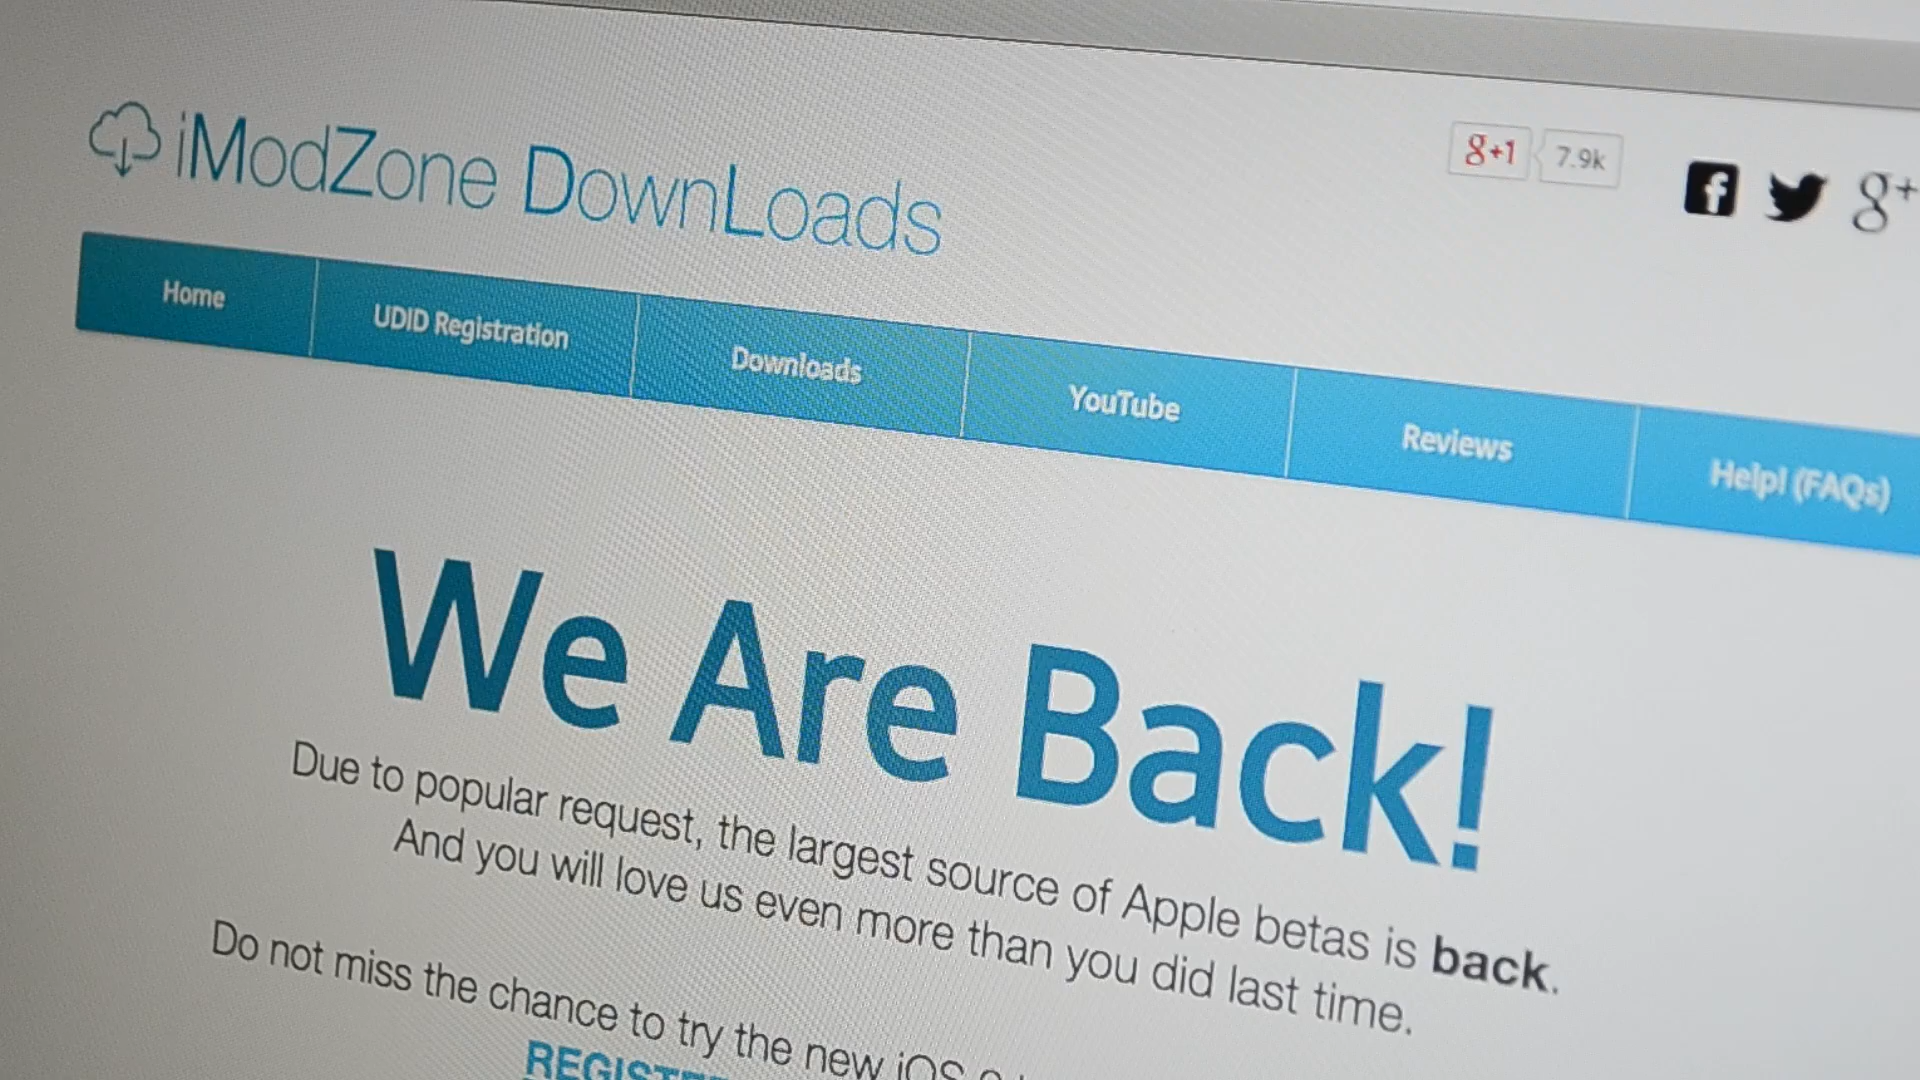 iModZone DownLoads
g+1 7.9k
f g+
Home UDID Registration Downloads YouTube Reviews Help! (FAQs)
We Are Back!
Due to popular request, the largest source of Apple betas is back.
And you will love us even more than you did last time.
Do not miss the chance to try the new iOS